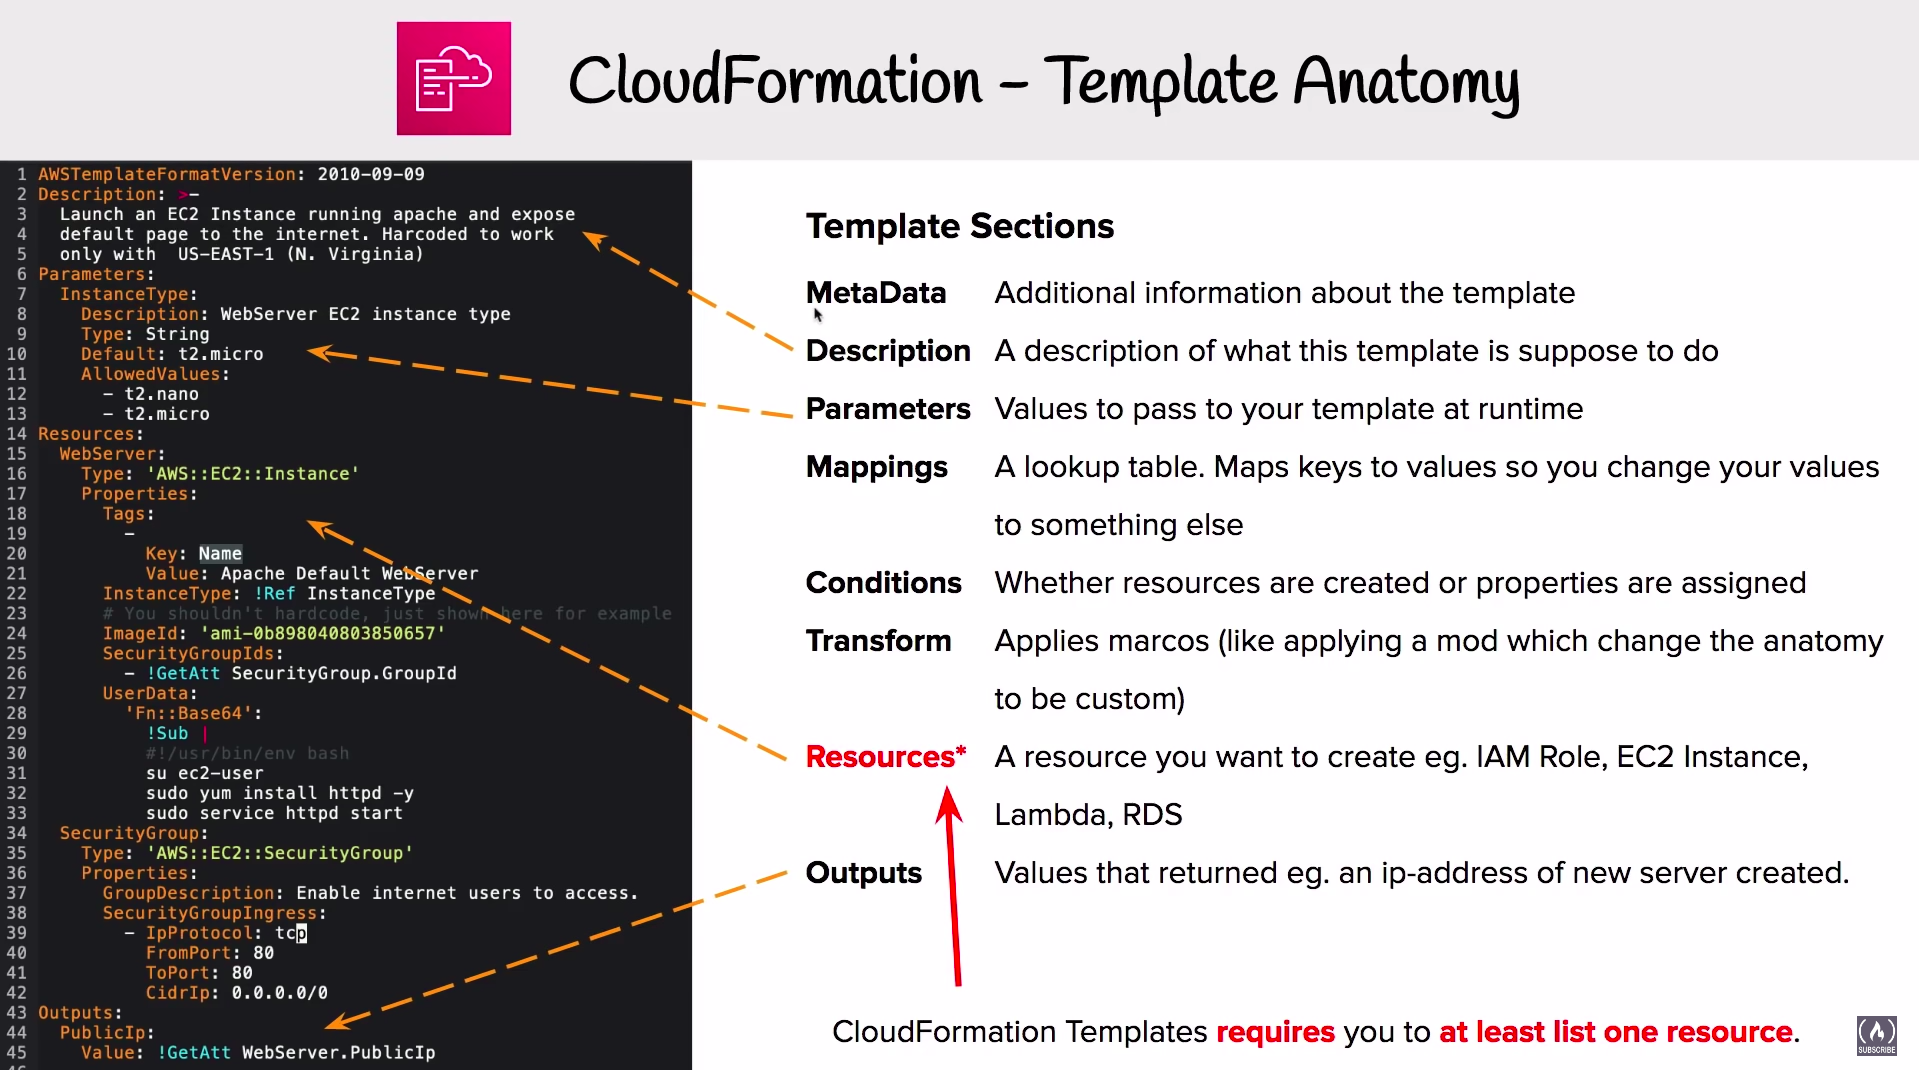 CloudFormation – Template Anatomy
1 AWSTemplateFormatVersion: 2010-09-09
2 Description: >-
3 Launch an EC2 Instance running apache and expose
4 default page to the internet. Harcoded to work
5 only with  US-EAST-1 (N. Virginia)
6 Parameters:
7 InstanceType:
8 Description: WebServer EC2 instance type
9 Type: String
10 Default: t2.micro
11 AllowedValues:
12 - t2.nano
13 - t2.micro
14 Resources:
15 WebServer:
16 Type: 'AWS::EC2::Instance'
17 Properties:
18 Tags:
19 -
20 Key: Name
21 Value: Apache Default WebServer
22 InstanceType: !Ref InstanceType
23 # You shouldn't hardcode, just shown here for example
24 ImageId: 'ami-0b898040803850657'
25 SecurityGroupIds:
26 - !GetAtt SecurityGroup.GroupId
27 UserData:
28 'Fn::Base64':
29 !Sub |
30 #!/usr/bin/env bash
31 su ec2-user
32 sudo yum install httpd -y
33 sudo service httpd start
34 SecurityGroup:
35 Type: 'AWS::EC2::SecurityGroup'
36 Properties:
37 GroupDescription: Enable internet users to access.
38 SecurityGroupIngress:
39 - IpProtocol: tcp
40 FromPort: 80
41 ToPort: 80
42 CidrIp: 0.0.0.0/0
43 Outputs:
44 PublicIp:
45 Value: !GetAtt WebServer.PublicIp
Template Sections
MetaData Additional information about the template
Description A description of what this template is suppose to do
Parameters Values to pass to your template at runtime
Mappings A lookup table. Maps keys to values so you change your values
to something else
Conditions Whether resources are created or properties are assigned
Transform Applies marcos (like applying a mod which change the anatomy
to be custom)
Resources* A resource you want to create eg. IAM Role, EC2 Instance,
Lambda, RDS
Outputs Values that returned eg. an ip-address of new server created.
CloudFormation Templates requires you to at least list one resource.
SUBSCRIBE